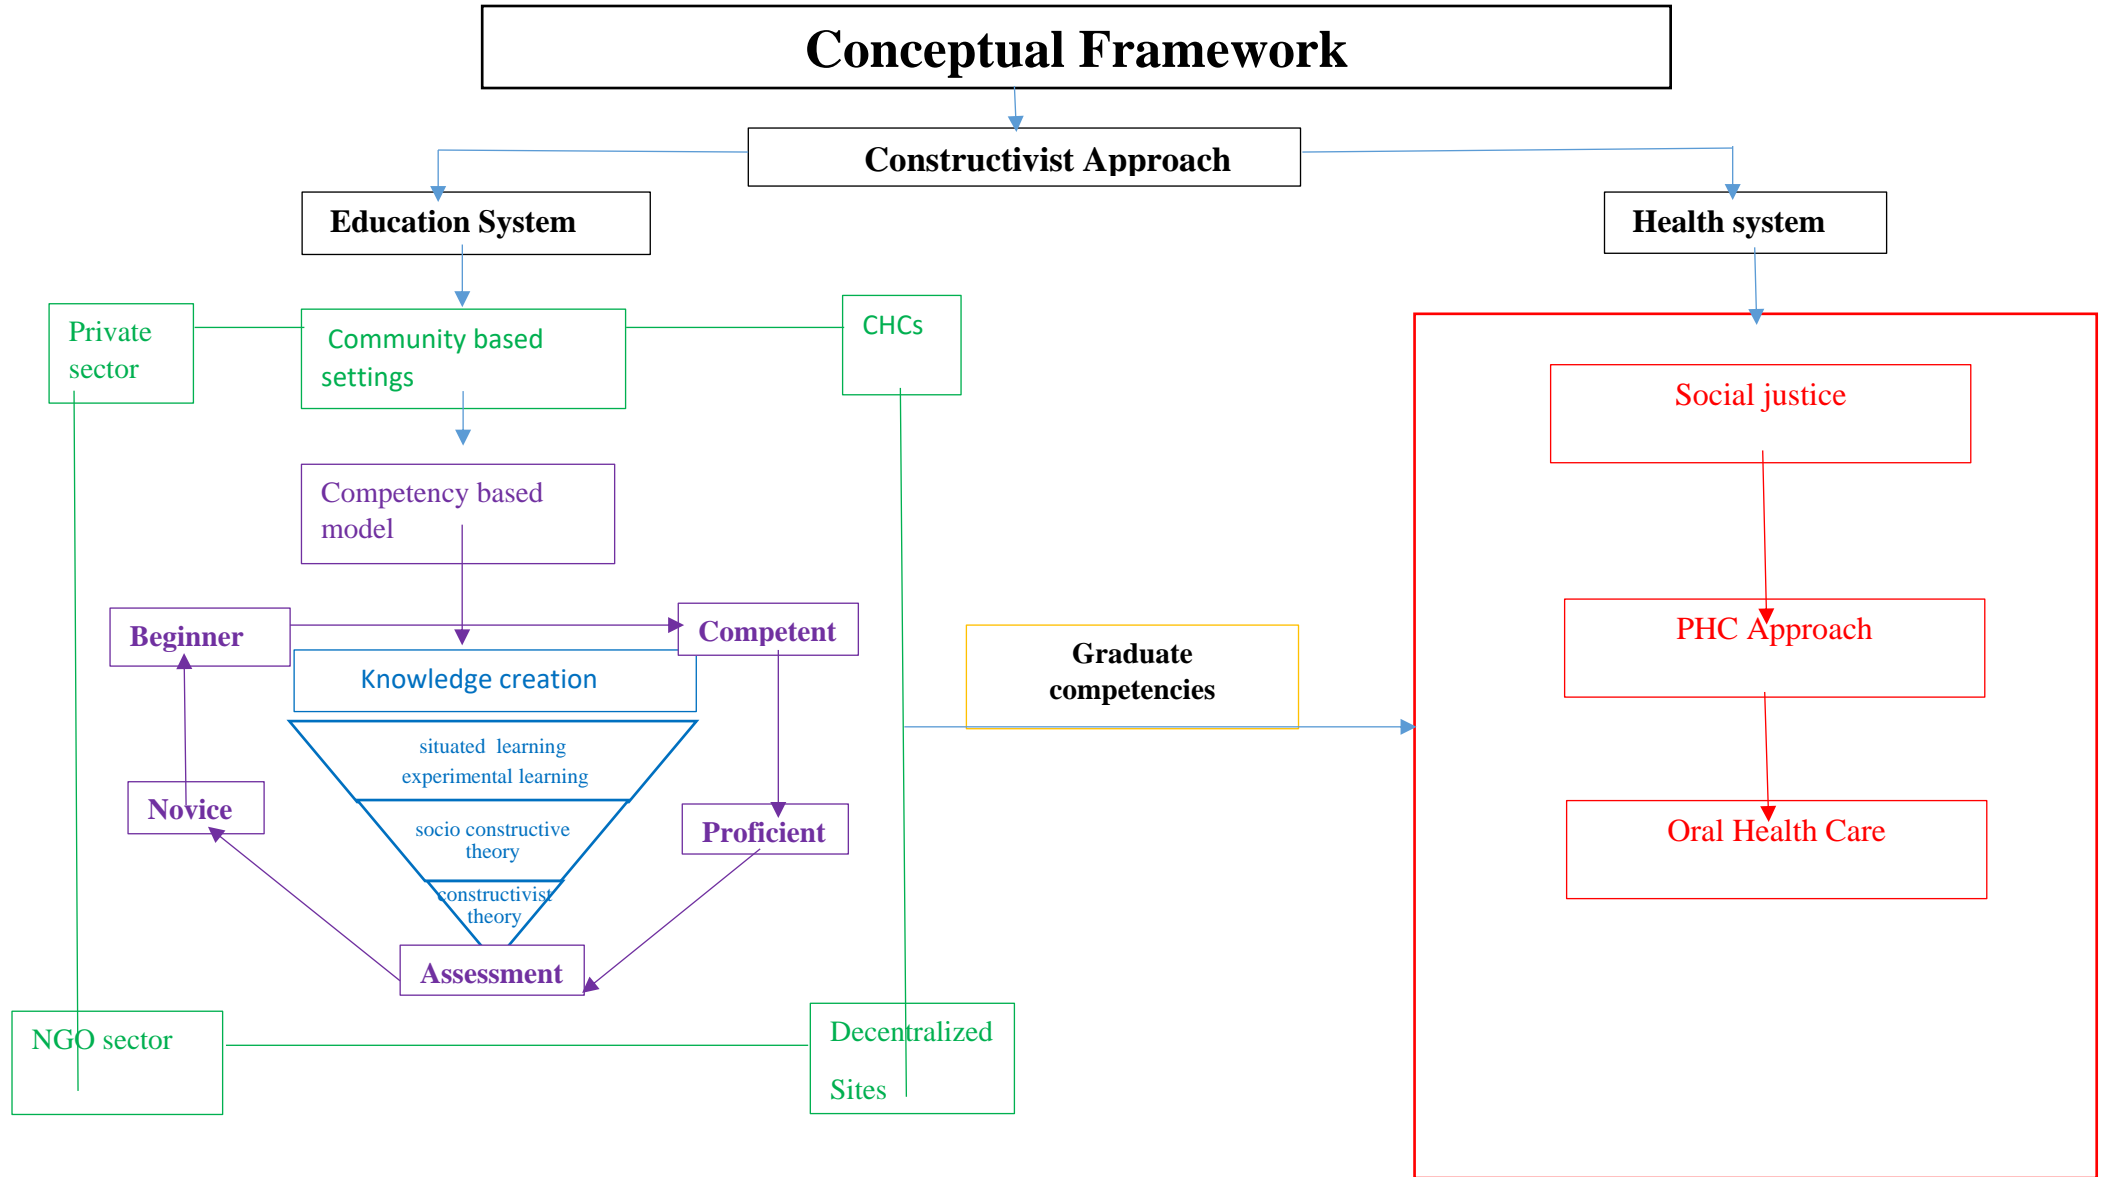 Conceptual Framework
Constructivist Approach
Education System
Health system
Private
sector
Community based
settings
CHCs
Social justice
Competency based
model
Beginner
Competent
Knowledge creation
Graduate
competencies
PHC Approach
situated learning
experimental learning
Novice
socio constructive
theory
Proficient
Oral Health Care
constructivist
theory
Assessment
NGO sector
Decentralized
Sites